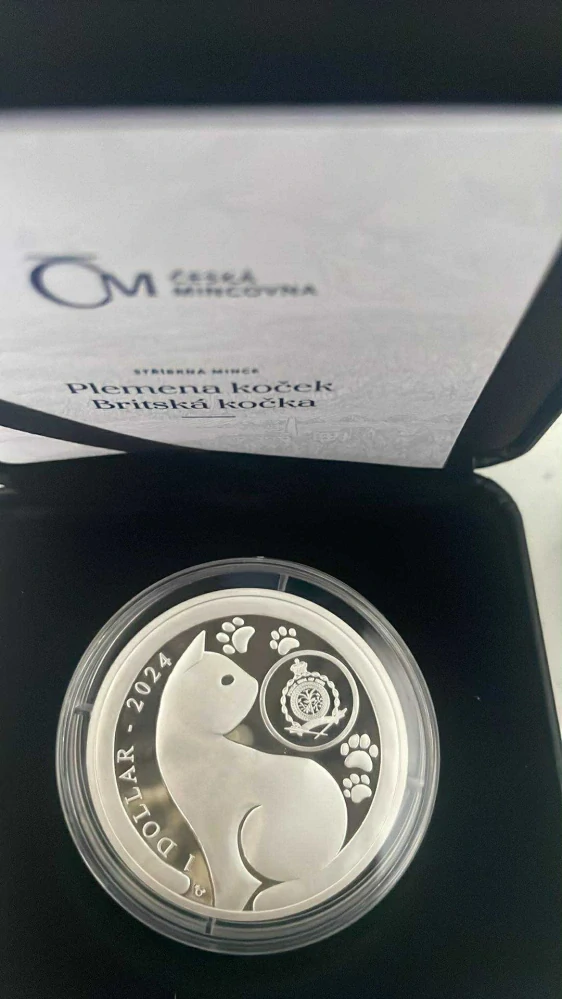 ČM ČESKÁ
MINCOVNA
STŘÍBRNÁ MINCE
Plemena koček
Britská kočka
1 DOLLAR - 2024